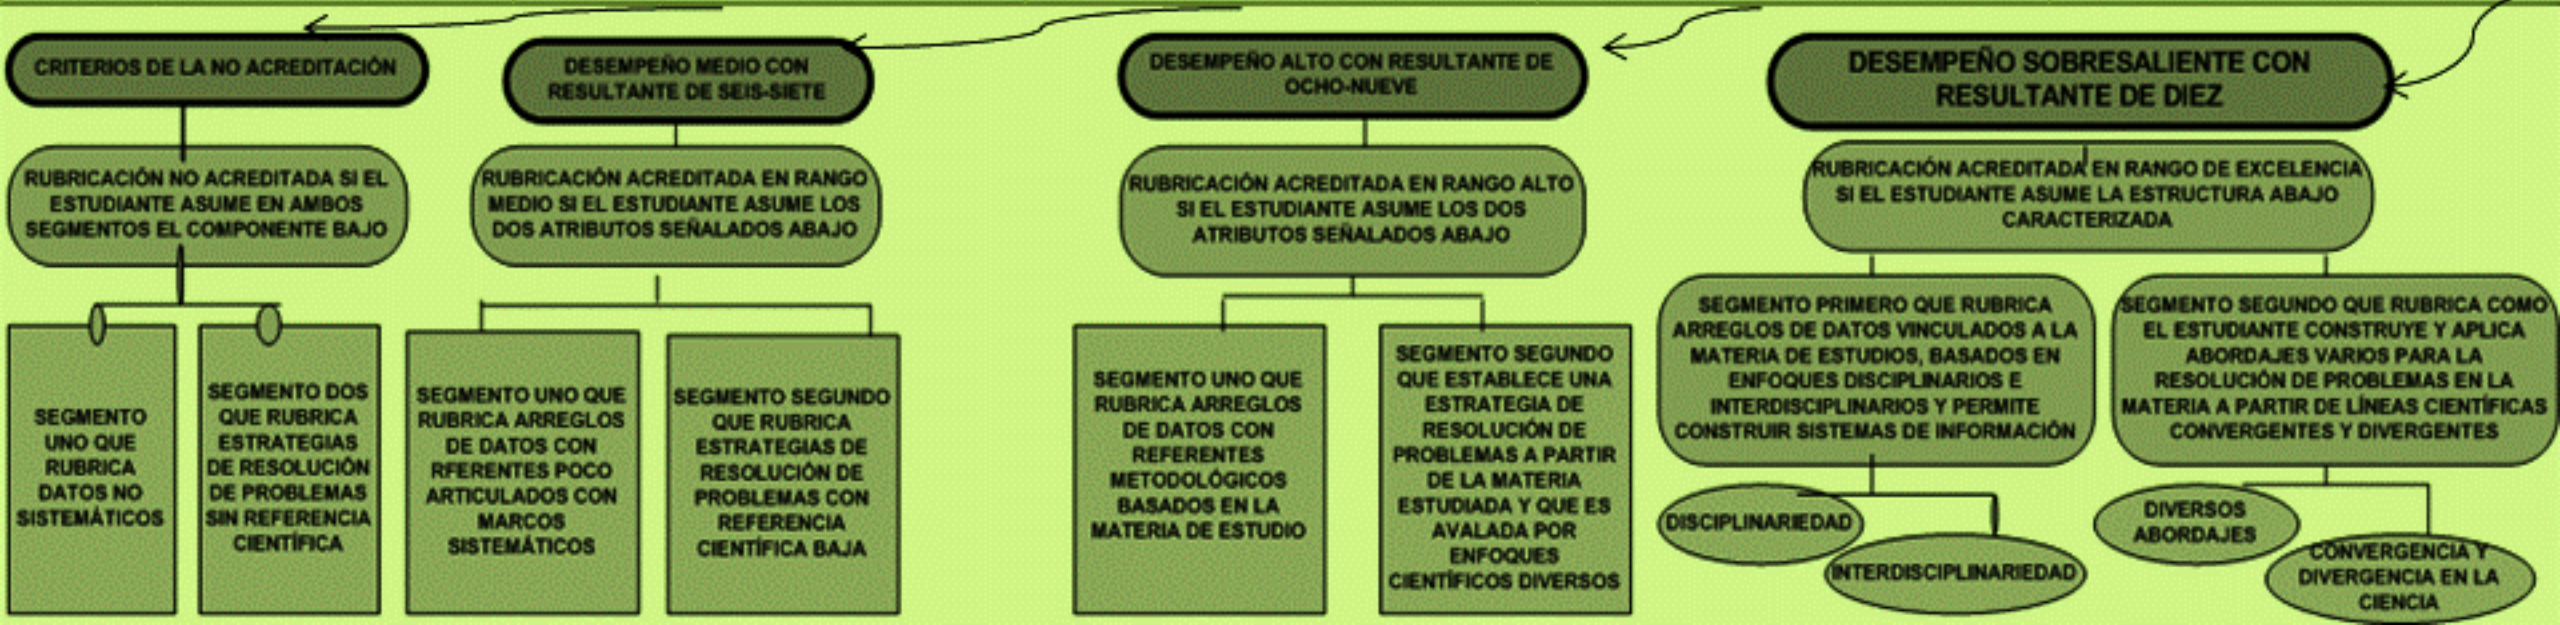 CRITERIOS DE LA NO ACREDITACIÓN
RUBRICACIÓN NO ACREDITADA SI EL
ESTUDIANTE ASUME EN AMBOS
SEGMENTOS EL COMPONENTE BAJO
SEGMENTO
UNO QUE
RUBRICA
DATOS NO
SISTEMÁTICOS
SEGMENTO DOS
QUE RUBRICA
ESTRATEGIAS
DE RESOLUCIÓN
DE PROBLEMAS
SIN REFERENCIA
CIENTÍFICA
DESEMPEÑO MEDIO CON
RESULTANTE DE SEIS-SIETE
RUBRICACIÓN ACREDITADA EN RANGO
MEDIO SI EL ESTUDIANTE ASUME LOS
DOS ATRIBUTOS SEÑALADOS ABAJO
SEGMENTO UNO QUE
RUBRICA ARREGLOS
DE DATOS CON
RFERENTES POCO
ARTICULADOS CON
MARCOS
SISTEMÁTICOS
SEGMENTO SEGUNDO
QUE RUBRICA
ESTRATEGIAS DE
RESOLUCIÓN DE
PROBLEMAS CON
REFERENCIA
CIENTÍFICA BAJA
DESEMPEÑO ALTO CON RESULTANTE DE
OCHO-NUEVE
RUBRICACIÓN ACREDITADA EN RANGO ALTO
SI EL ESTUDIANTE ASUME LOS DOS
ATRIBUTOS SEÑALADOS ABAJO
SEGMENTO UNO QUE
RUBRICA ARREGLOS
DE DATOS CON
REFERENTES
METODOLÓGICOS
BASADOS EN LA
MATERIA DE ESTUDIO
SEGMENTO SEGUNDO
QUE ESTABLECE UNA
ESTRATEGIA DE
RESOLUCIÓN DE
PROBLEMAS A PARTIR
DE LA MATERIA
ESTUDIADA Y QUE ES
AVALADA POR
ENFOQUES
CIENTÍFICOS DIVERSOS
DESEMPEÑO SOBRESALIENTE CON
RESULTANTE DE DIEZ
RUBRICACIÓN ACREDITADA EN RANGO DE EXCELENCIA
SI EL ESTUDIANTE ASUME LA ESTRUCTURA ABAJO
CARACTERIZADA
SEGMENTO PRIMERO QUE RUBRICA
ARREGLOS DE DATOS VINCULADOS A LA
MATERIA DE ESTUDIOS, BASADOS EN
ENFOQUES DISCIPLINARIOS E
INTERDISCIPLINARIOS Y PERMITE
CONSTRUIR SISTEMAS DE INFORMACIÓN
DISCIPLINARIEDAD
INTERDISCIPLINARIEDAD
SEGMENTO SEGUNDO QUE RUBRICA COMO
EL ESTUDIANTE CONSTRUYE Y APLICA
ABORDAJES VARIOS PARA LA
RESOLUCIÓN DE PROBLEMAS EN LA
MATERIA A PARTIR DE LÍNEAS CIENTÍFICAS
CONVERGENTES Y DIVERGENTES
DIVERSOS
ABORDAJES
CONVERGENCIA Y
DIVERGENCIA EN LA
CIENCIA